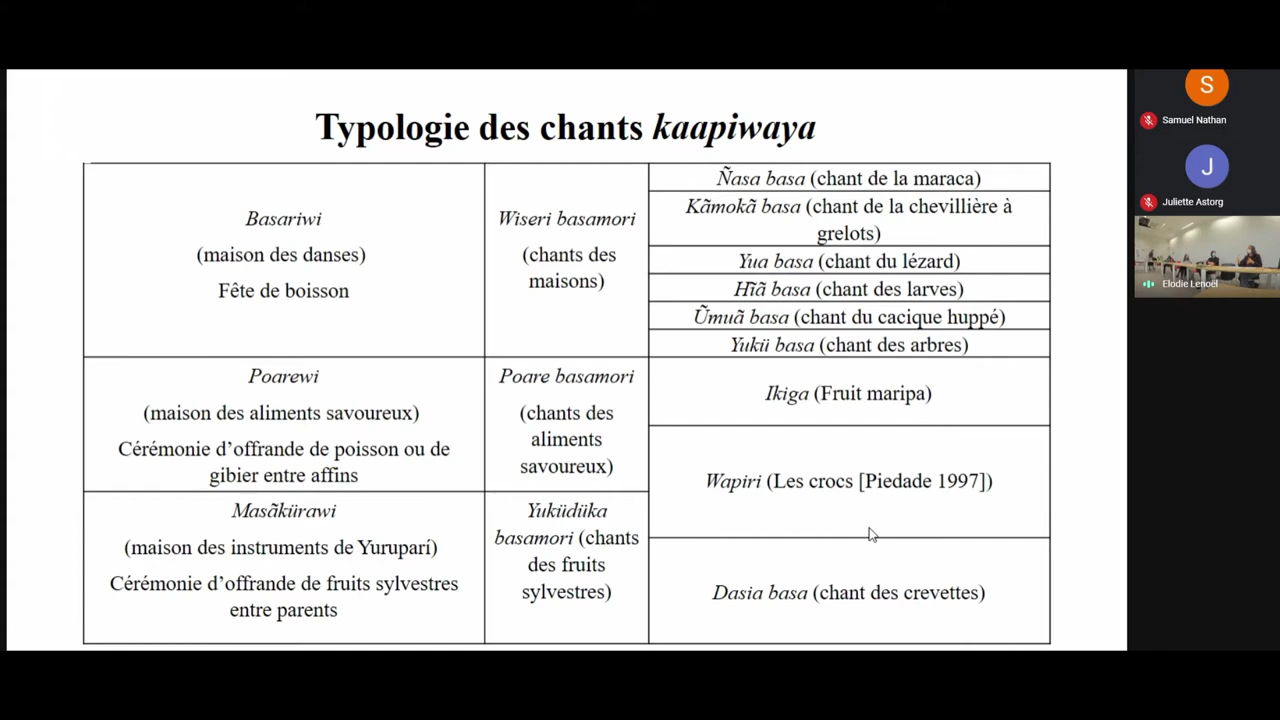 Typologie des chants kaapiwaya
Basariwi
(maison des danses)
Fête de boisson
Wiseri basamori
(chants des
maisons)
Ñasa basa (chant de la maraca)
Kãmokã basa (chant de la chevillière à
grelots)
Yua basa (chant du lézard)
Hĩã basa (chant des larves)
Ũmuã basa (chant du cacique huppé)
Yukü basa (chant des arbres)
Poarewi
(maison des aliments savoureux)
Cérémonie d’offrande de poisson ou de
gibier entre affins
Poare basamori
(chants des
aliments
savoureux)
Ikiga (Fruit maripa)
Wapiri (Les crocs [Piedade 1997])
Masãkürawi
(maison des instruments de Yuruparí)
Cérémonie d’offrande de fruits sylvestres
entre parents
Yuküdüka
basamori (chants
des fruits
sylvestres)
Dasia basa (chant des crevettes)
S
Samuel Nathan
J
Juliette Astorg
Elodie Lenoël